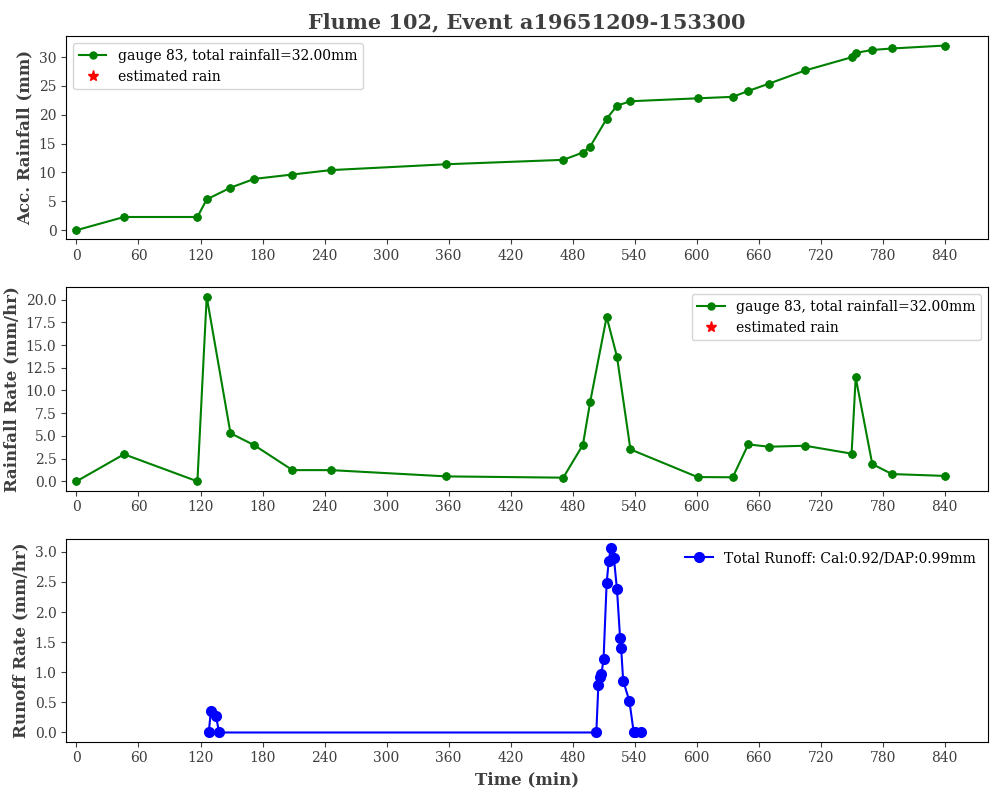 Flume 102, Event a19651209-153300
Acc. Rainfall (mm)
30
25
20
15
10
5
0
gauge 83, total rainfall=32.00mm
estimated rain
0 60 120 180 240 300 360 420 480 540 600 660 720 780 840
Rainfall Rate (mm/hr)
20.0
17.5
15.0
12.5
10.0
7.5
5.0
2.5
0.0
gauge 83, total rainfall=32.00mm
estimated rain
0 60 120 180 240 300 360 420 480 540 600 660 720 780 840
Runoff Rate (mm/hr)
3.0
2.5
2.0
1.5
1.0
0.5
0.0
Total Runoff: Cal:0.92/DAP:0.99mm
0 60 120 180 240 300 360 420 480 540 600 660 720 780 840
Time (min)